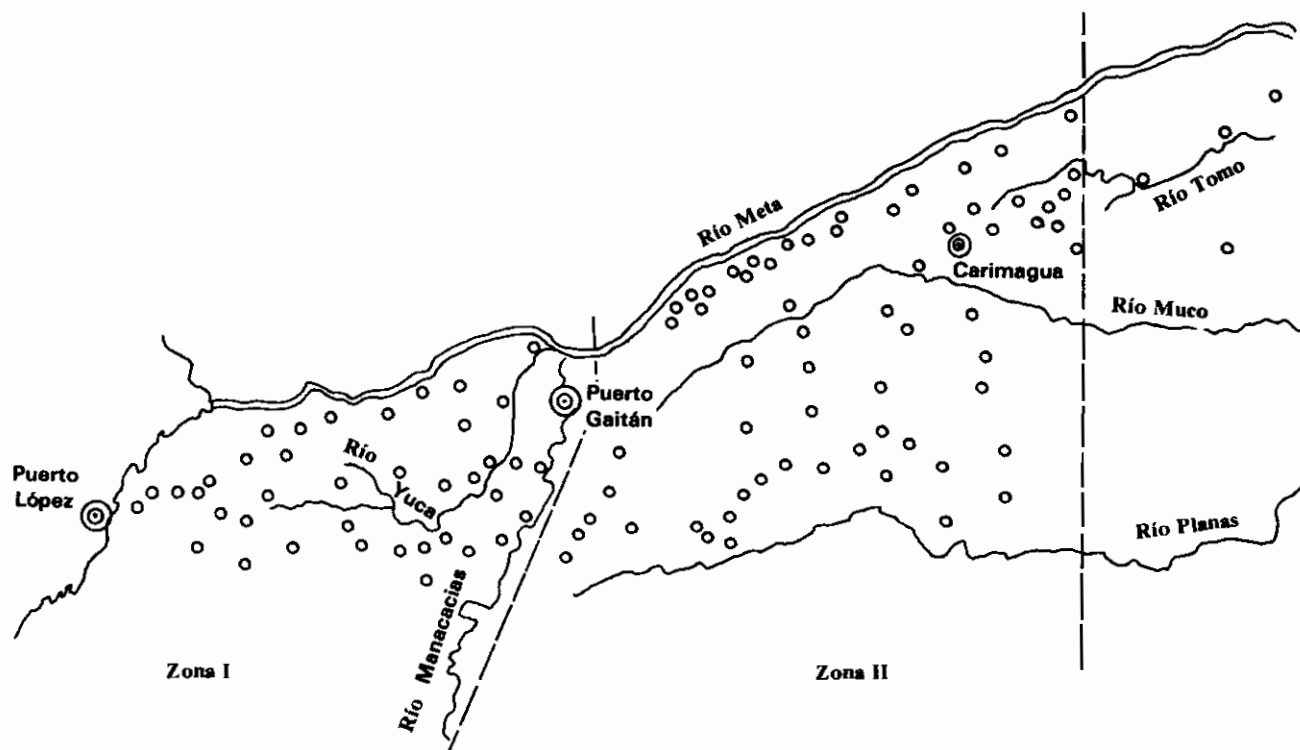 Río Meta
Río Tomo
Carimagua
Río Muco
Puerto
Gaitán
Río
Yuca
Puerto
López
Río Planas
Río Manacacias
Zona I
Zona II